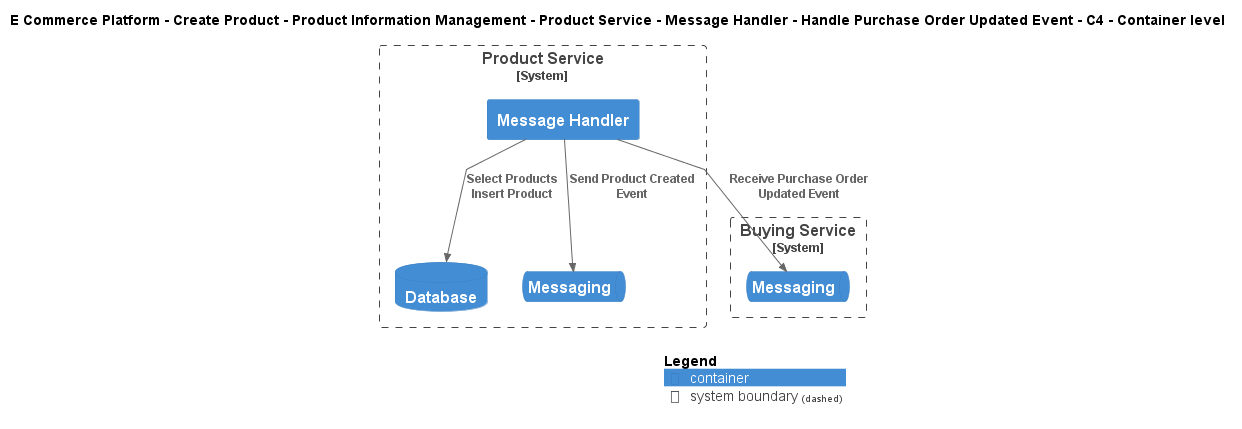 E Commerce Platform - Create Product - Product Information Management - Product Service - Message Handler - Handle Purchase Order Updated Event - C4 - Container level
Product Service
[System]
Message Handler
Select Products
Insert Product
Send Product Created
Event
Receive Purchase Order
Updated Event
Buying Service
[System]
Database
Messaging
Messaging
Legend
container
system boundary (dashed)